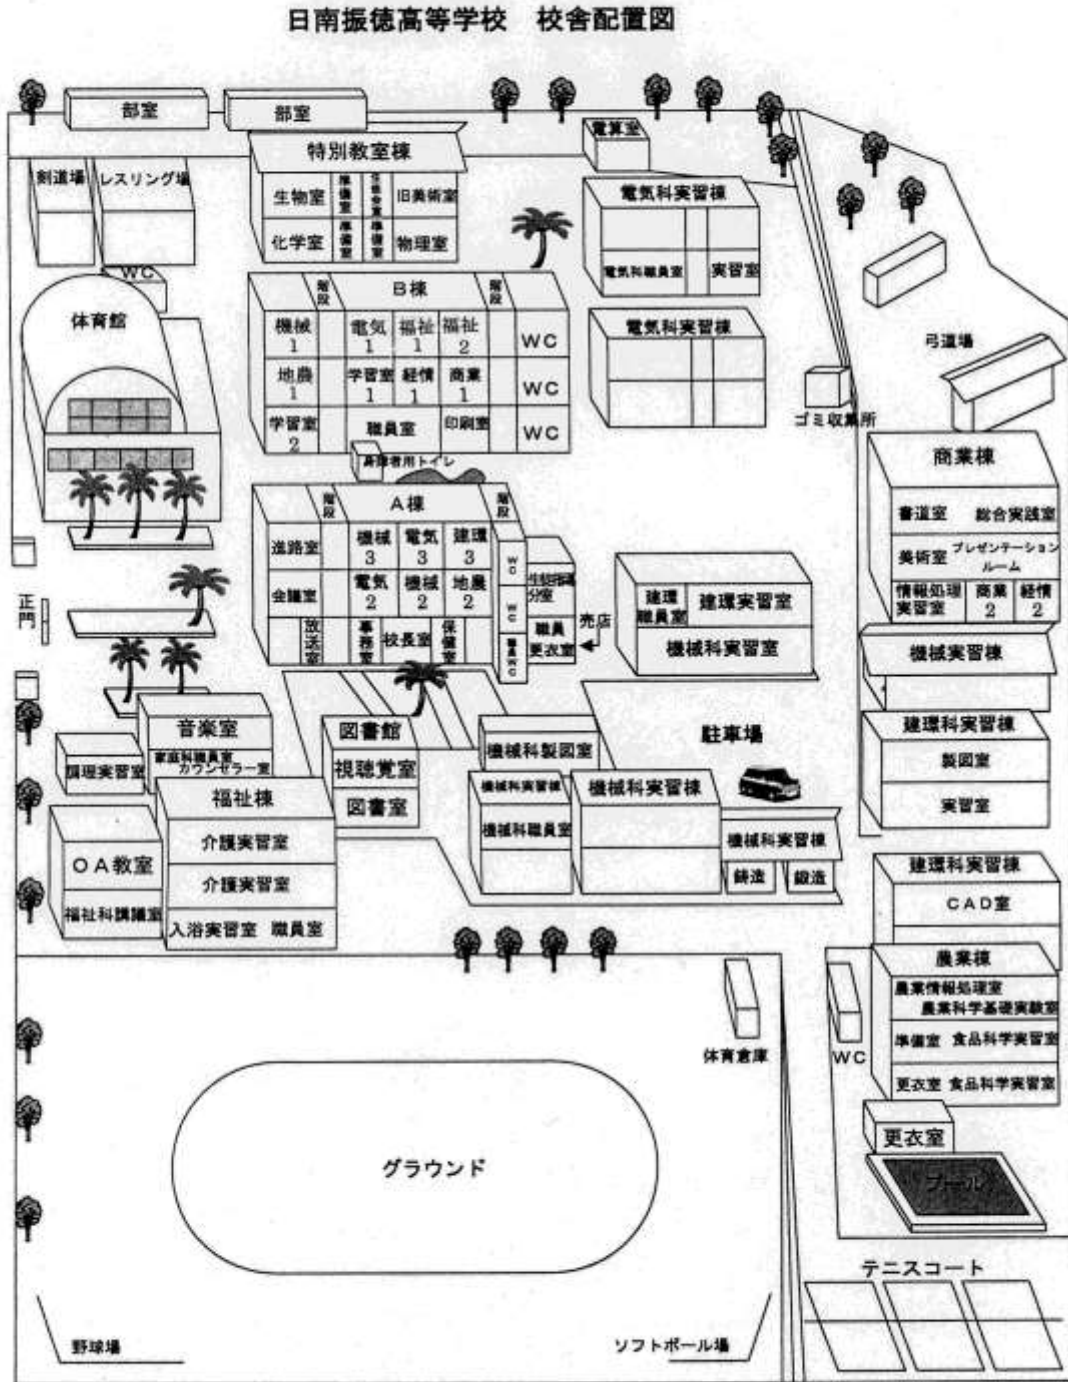 日南振徳高等学校　校舎配置図
部室
部室
電算室
特別教室棟
剣道場
レスリング場
生物室
準備室
旧美術室
化学室
準備室
準備室
物理室
電気科実習棟
電気科職員室
実習室
WC
体育館
階段
B棟
階段
機械1
電気1
福祉1
福祉2
WC
地農1
学習室1
経情1
商業1
WC
学習室2
職員室
印刷室
WC
電気科実習棟
弓道場
ゴミ収集所
身障者用トイレ
階段
A棟
階段
進路室
機械3
電気3
建環3
WC
会議室
電気2
機械2
地農2
WC
放送室
事務室
校長室
保健室
職員WC
生徒指導分室
職員更衣室
売店
建環職員室
建環実習室
機械科実習室
商業棟
書道室
総合実践室
美術室
プレゼンテーションルーム
情報処理実習室
商業2
経情2
機械実習棟
正門
音楽室
家庭科職員室
カウンセラー室
調理実習室
図書館
視聴覚室
図書室
機械科製図室
駐車場
建環科実習棟
製図室
実習室
福祉棟
介護実習室
介護実習室
入浴実習室
職員室
OA教室
福祉科講議室
機械科実習棟
機械科職員室
機械科実習棟
機械科実習棟
鋳造
鍛造
建環科実習棟
CAD室
農業棟
農業情報処理室
農業科学基礎実験室
準備室
食品科学実習室
更衣室
食品科学実習室
体育倉庫
WC
更衣室
プール
グラウンド
テニスコート
野球場
ソフトボール場